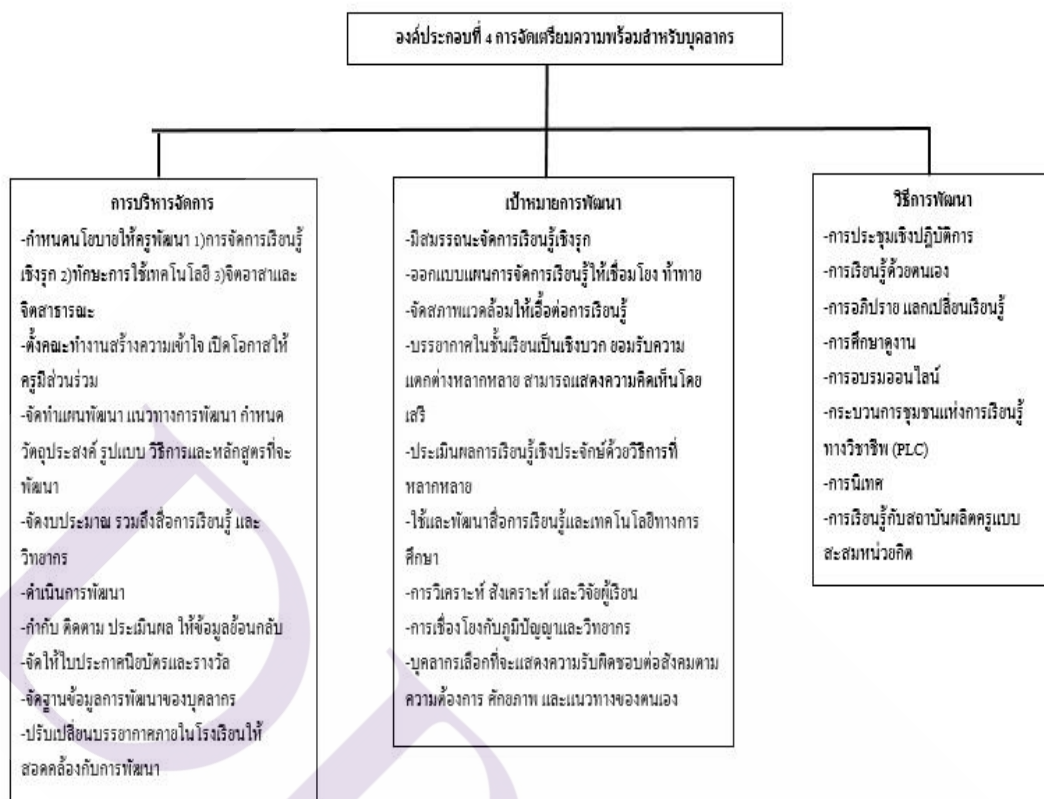 องค์ประกอบที่ 4 การจัดเตรียมความพร้อมสำหรับบุคลากร
การบริหารจัดการ
-กำหนดนโยบายให้ครูพัฒนา 1)การจัดการเรียนรู้
เชิงรุก 2)ทักษะการใช้เทคโนโลยี 3)จิตอาสาและ
จิตสาธารณะ
-ตั้งคณะทำงานสร้างความเข้าใจ เปิดโอกาสให้
ครูมีส่วนร่วม
-จัดทำแผนพัฒนา แนวทางการพัฒนา กำหนด
วัตถุประสงค์ รูปแบบ วิธีการและหลักสูตรที่จะ
พัฒนา
-จัดงบประมาณ รวมถึงสื่อการเรียนรู้ และ
วิทยากร
-ดำเนินการพัฒนา
-กำกับ ติดตาม ประเมินผล ให้ข้อมูลย้อนกลับ
-จัดให้ใบประกาศนียบัตรและรางวัล
-จัดฐานข้อมูลการพัฒนาของบุคลากร
-ปรับเปลี่ยนบรรยากาศภายในโรงเรียนให้
สอดคล้องกับการพัฒนา
เป้าหมายการพัฒนา
-มีสมรรถนะจัดการเรียนรู้เชิงรุก
-ออกแบบแผนการจัดการเรียนรู้ให้เชื่อมโยง ท้าทาย
-จัดสภาพแวดล้อมให้เอื้อต่อการเรียนรู้
-บรรยากาศในชั้นเรียนเป็นเชิงบวก ยอมรับความ
แตกต่างหลากหลาย สามารถแสดงความคิดเห็นโดย
เสรี
-ประเมินผลการเรียนรู้เชิงประจักษ์ด้วยวิธีการที่
หลากหลาย
-ใช้และพัฒนาสื่อการเรียนรู้และเทคโนโลยีทางการ
ศึกษา
-การวิเคราะห์ สังเคราะห์ และวิจัยผู้เรียน
-การเชื่องโยงกับภูมิปัญญาและวิทยากร
-บุคลากรเลือกที่จะแสดงความรับผิดชอบต่อสังคมตาม
ความต้องการ ศักยภาพ และแนวทางของตนเอง
วิธีการพัฒนา
-การประชุมเชิงปฏิบัติการ
-การเรียนรู้ด้วยตนเอง
-การอภิปราย แลกเปลี่ยนเรียนรู้
-การศึกษาดูงาน
-การอบรมออนไลน์
-กระบวนการชุมชนแห่งการเรียนรู้
ทางวิชาชีพ (PLC)
-การนิเทศ
-การเรียนรู้กับสถาบันผลิตครูแบบ
สะสมหน่วยกิต